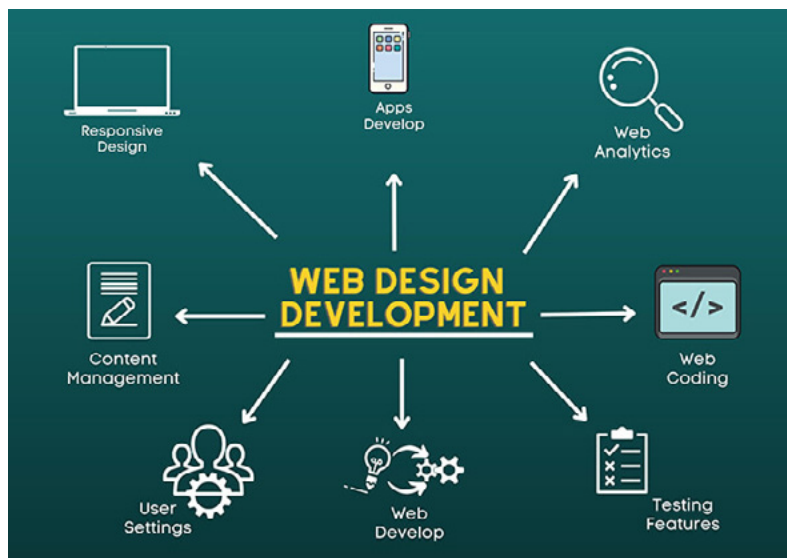 Responsive
Design
Apps
Develop
Web
Analytics
WEB DESIGN
DEVELOPMENT
Content
Management
</>
Web
Coding
User
Settings
Web
Develop
Testing
Features